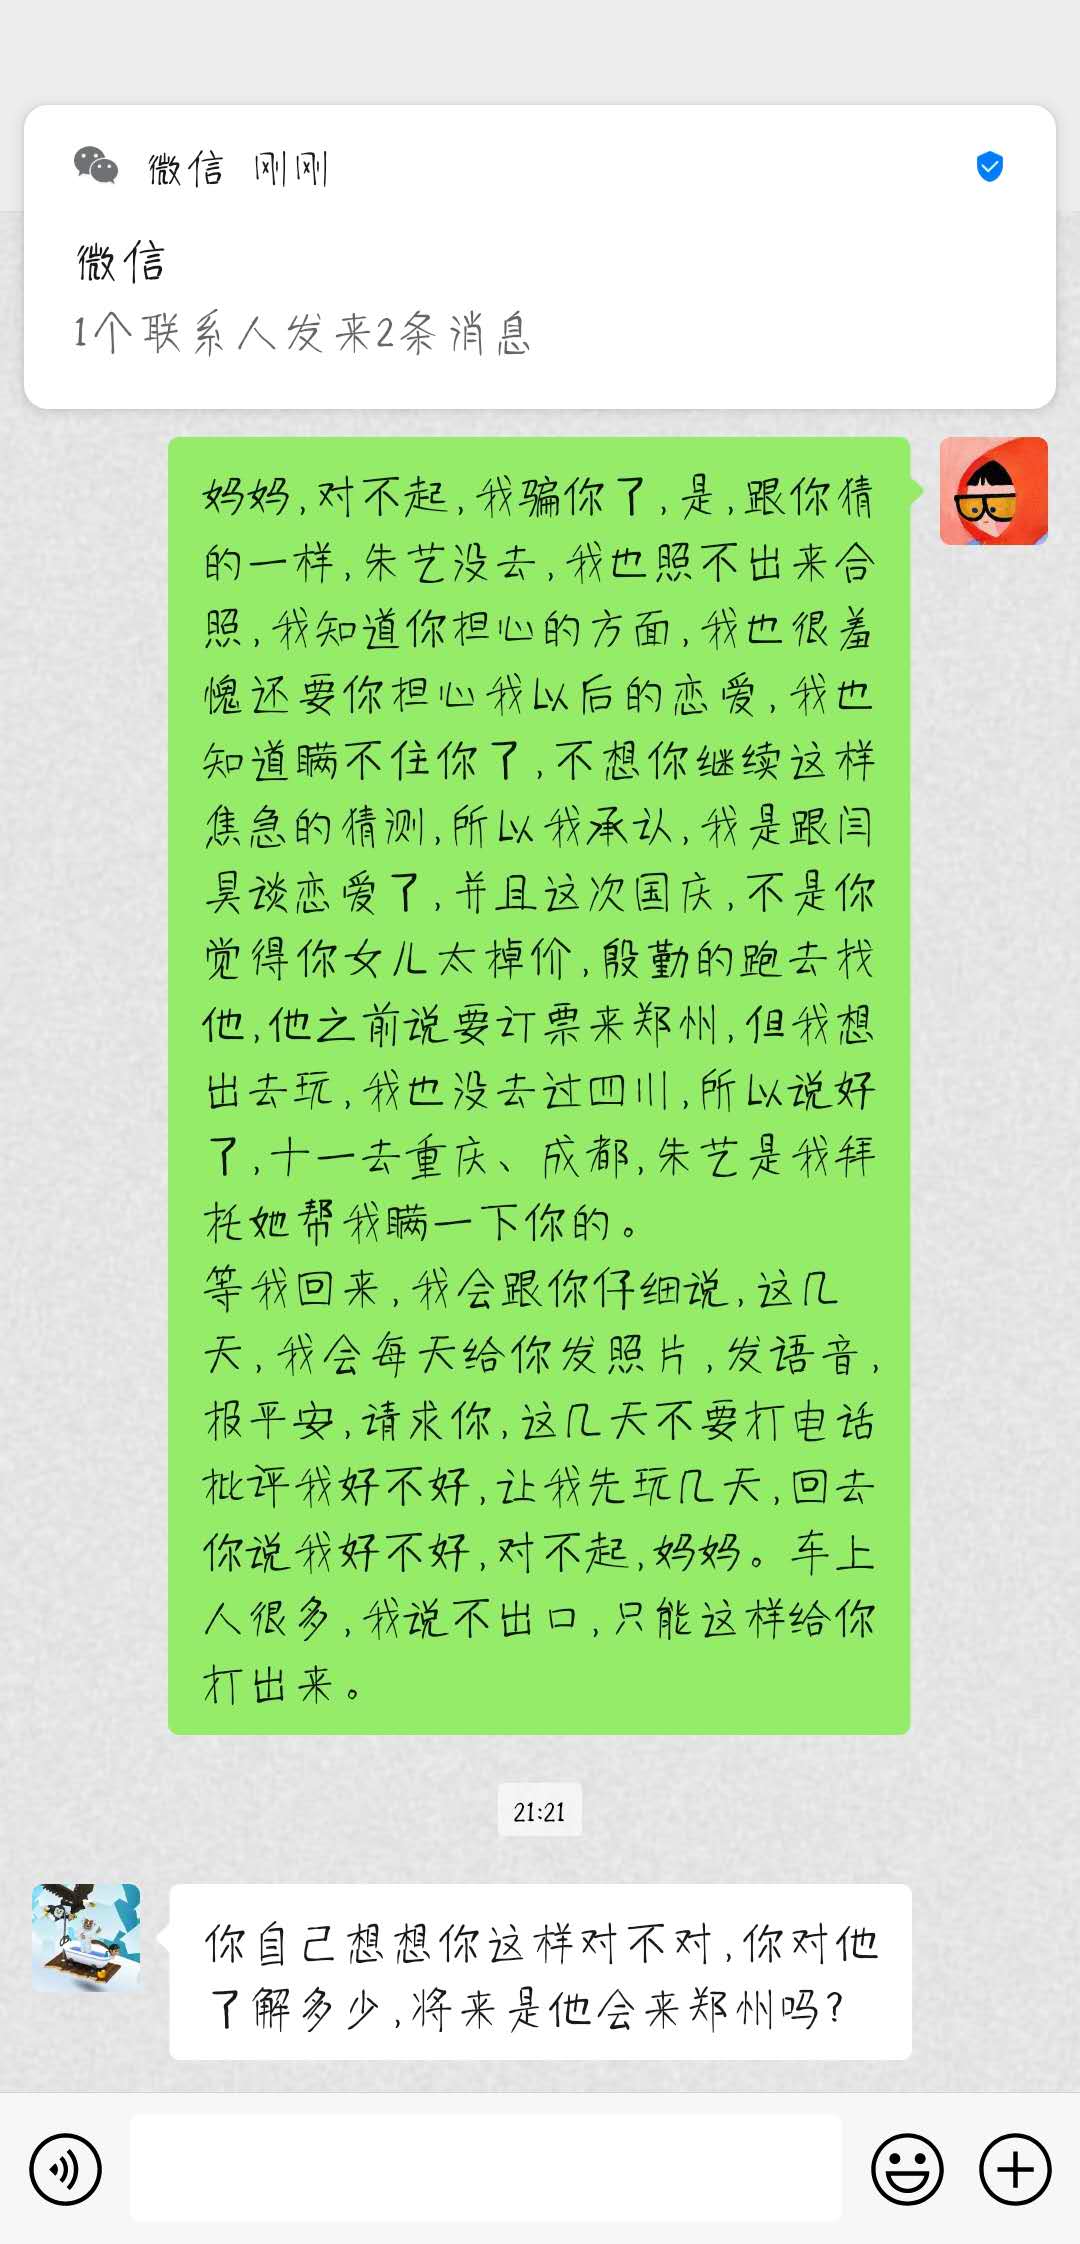 微信 刚刚
微信
1个联系人发来2条消息
妈妈,对不起,我骗你了,是,跟你猜
的一样,朱艺没去,我也照不出来合
照,我知道你担心的方面,我也很羞
愧还要你担心我以后的恋爱,我也
知道瞒不住你了,不想你继续这样
焦急的猜测,所以我承认,我是跟闫
昊谈恋爱了,并且这次国庆,不是你
觉得你女儿太掉价,殷勤的跑去找
他,他之前说要订票来郑州,但我想
出去玩,我也没去过四川,所以说好
了,十一去重庆、成都,朱艺是我拜
托她帮我瞒一下你的。
等我回来,我会跟你仔细说,这几
天,我会每天给你发照片,发语音,
报平安,请求你,这几天不要打电话
批评我好不好,让我先玩几天,回去
你说我好不好,对不起,妈妈。车上
人很多,我说不出口,只能这样给你
打出来。
21:21
你自己想想你这样对不对,你对他
了解多少,将来是他会来郑州吗?